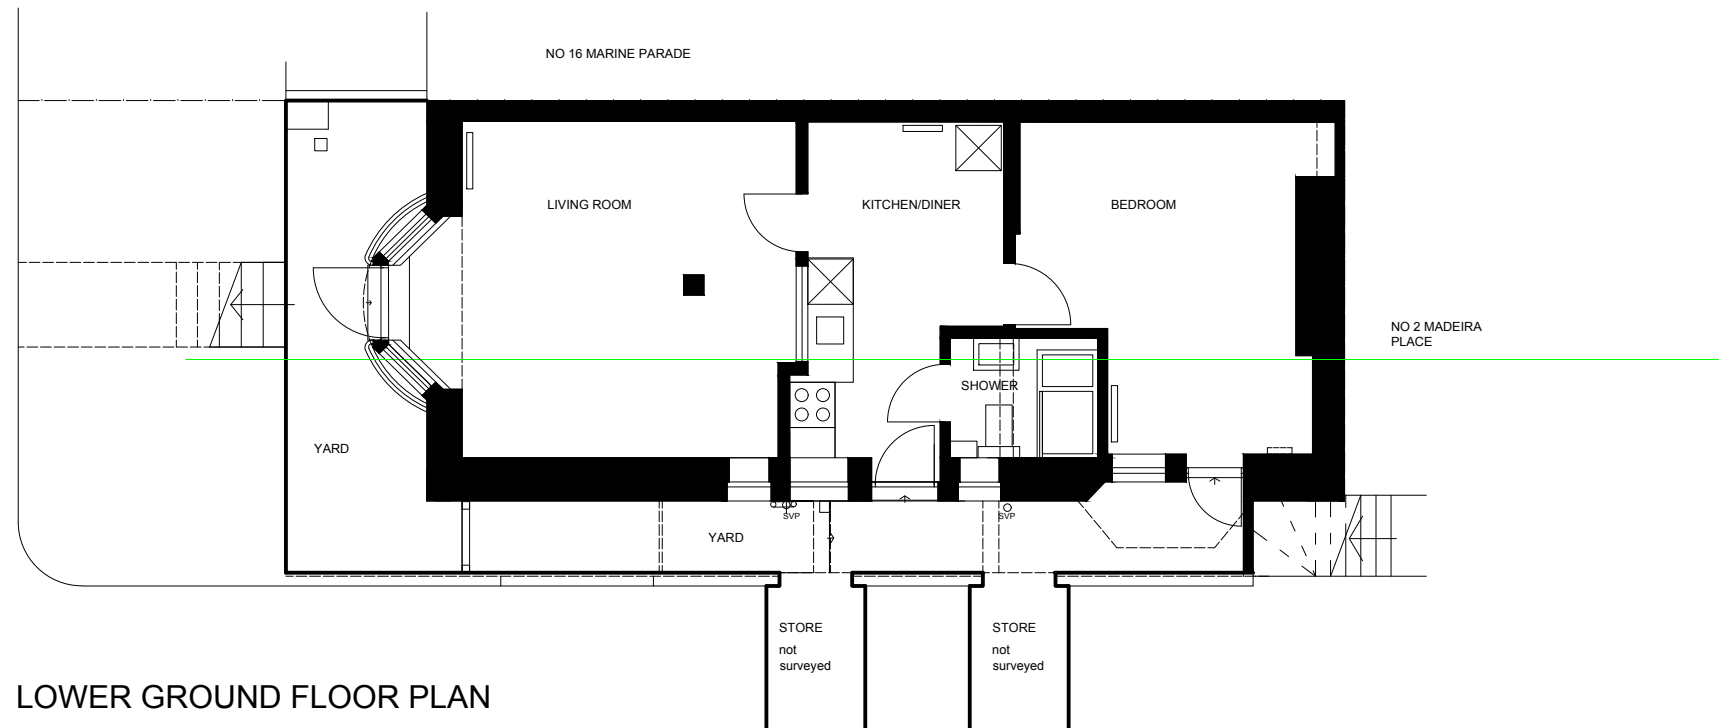 NO 16 MARINE PARADE
LIVING ROOM
KITCHEN/DINER
BEDROOM
NO 2 MADEIRA
PLACE
SHOWER
YARD
SVP
SVP
YARD
STORE
not
surveyed
STORE
not
surveyed
LOWER GROUND FLOOR PLAN